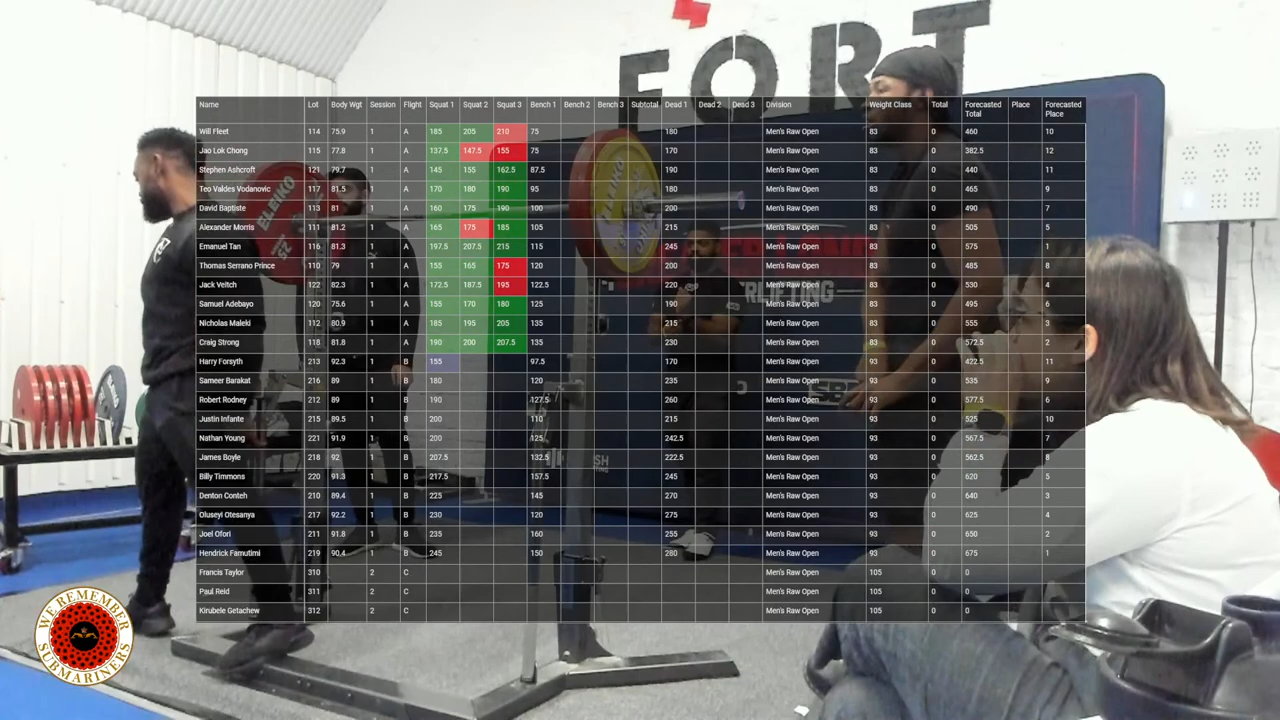 FORT
Name Lot Body Wgt Session Flight Squat 1 Squat 2 Squat 3 Bench 1 Bench 2 Bench 3 Subtotal Dead 1 Dead 2 Dead 3 Division Weight Class Total Forecasted Total Place Forecasted Place
Will Fleet 114 75.9 1 A 185 205 210 75 180 Men's Raw Open 83 0 460 10
Jao Lok Chong 115 77.8 1 A 137.5 147.5 155 75 170 Men's Raw Open 83 0 382.5 12
Stephen Ashcroft 121 79.7 1 A 145 155 162.5 87.5 190 Men's Raw Open 83 0 440 11
Teo Valdes Vodanovic 117 81.5 1 A 170 180 190 95 180 Men's Raw Open 83 0 465 9
David Baptiste 113 81 1 A 160 175 190 100 200 Men's Raw Open 83 0 490 7
Alexander Morris 111 81.2 1 A 165 175 185 105 215 Men's Raw Open 83 0 505 5
Emanuel Tan 116 81.3 1 A 197.5 207.5 215 115 245 Men's Raw Open 83 0 575 1
Thomas Serrano Prince 110 79 1 A 155 165 175 120 200 Men's Raw Open 83 0 485 8
Jack Veitch 122 82.3 1 A 172.5 187.5 195 122.5 220 Men's Raw Open 83 0 530 4
Samuel Adebayo 120 75.6 1 A 155 170 180 125 190 Men's Raw Open 83 0 495 6
Nicholas Maleki 112 80.9 1 A 185 195 205 135 215 Men's Raw Open 83 0 555 3
Craig Strong 118 81.8 1 A 190 200 207.5 135 230 Men's Raw Open 83 0 572.5 2
Harry Forsyth 213 92.3 1 B 155 97.5 170 Men's Raw Open 93 0 422.5 11
Sameer Barakat 216 89 1 B 180 120 235 Men's Raw Open 93 0 535 9
Robert Rodney 212 89 1 B 190 127.5 260 Men's Raw Open 93 0 577.5 6
Justin Infante 215 89.5 1 B 200 110 215 Men's Raw Open 93 0 525 10
Nathan Young 221 91.9 1 B 200 125 242.5 Men's Raw Open 93 0 567.5 7
James Boyle 218 92 1 B 207.5 132.5 222.5 Men's Raw Open 93 0 562.5 8
Billy Timmons 220 91.3 1 B 217.5 157.5 245 Men's Raw Open 93 0 620 5
Denton Conteh 210 89.4 1 B 225 145 270 Men's Raw Open 93 0 640 3
Oluseyi Otesanya 217 92.2 1 B 230 120 275 Men's Raw Open 93 0 625 4
Joel Ofori 211 91.8 1 B 235 160 255 Men's Raw Open 93 0 650 2
Hendrick Famutimi 219 90.4 1 B 245 150 280 Men's Raw Open 93 0 675 1
Francis Taylor 310 2 C Men's Raw Open 105 0 0
Paul Reid 311 2 C Men's Raw Open 105 0 0
Kirubele Getachew 312 2 C Men's Raw Open 105 0 0
ELEIKO
25
ELEIKO
WE REMEMBER
SUBMARINERS